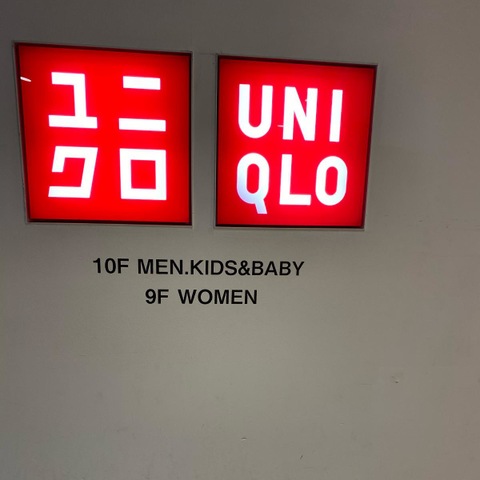 ユニ
クロ
UNI
QLO
10F MEN.KIDS&BABY
9F WOMEN